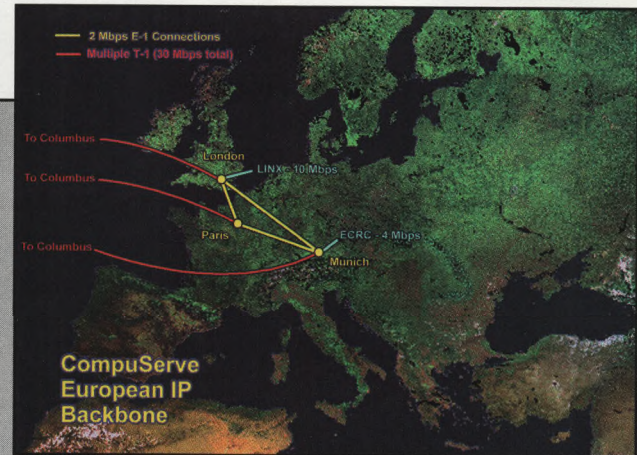 2 Mbps E-1 Connections
Multiple T-1 (30 Mbps total)
To Columbus
London
LINX - 10 Mbps
To Columbus
Paris
ECRC - 4 Mbps
To Columbus
Munich
CompuServe
European IP
Backbone